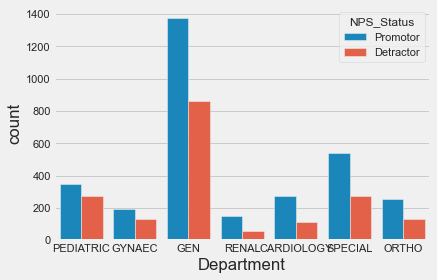 NPS_Status
Promotor
Detractor
1400
1200
1000
800
600
400
200
0
count
PEDIATRIC GYNAEC GEN RENAL CARDIOLOGY SPECIAL ORTHO
Department